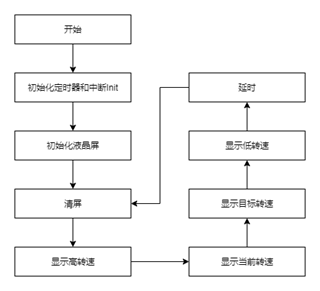 开始
初始化定时器和中断Init
初始化液晶屏
清屏
显示高转速
显示当前转速
显示目标转速
显示低转速
延时